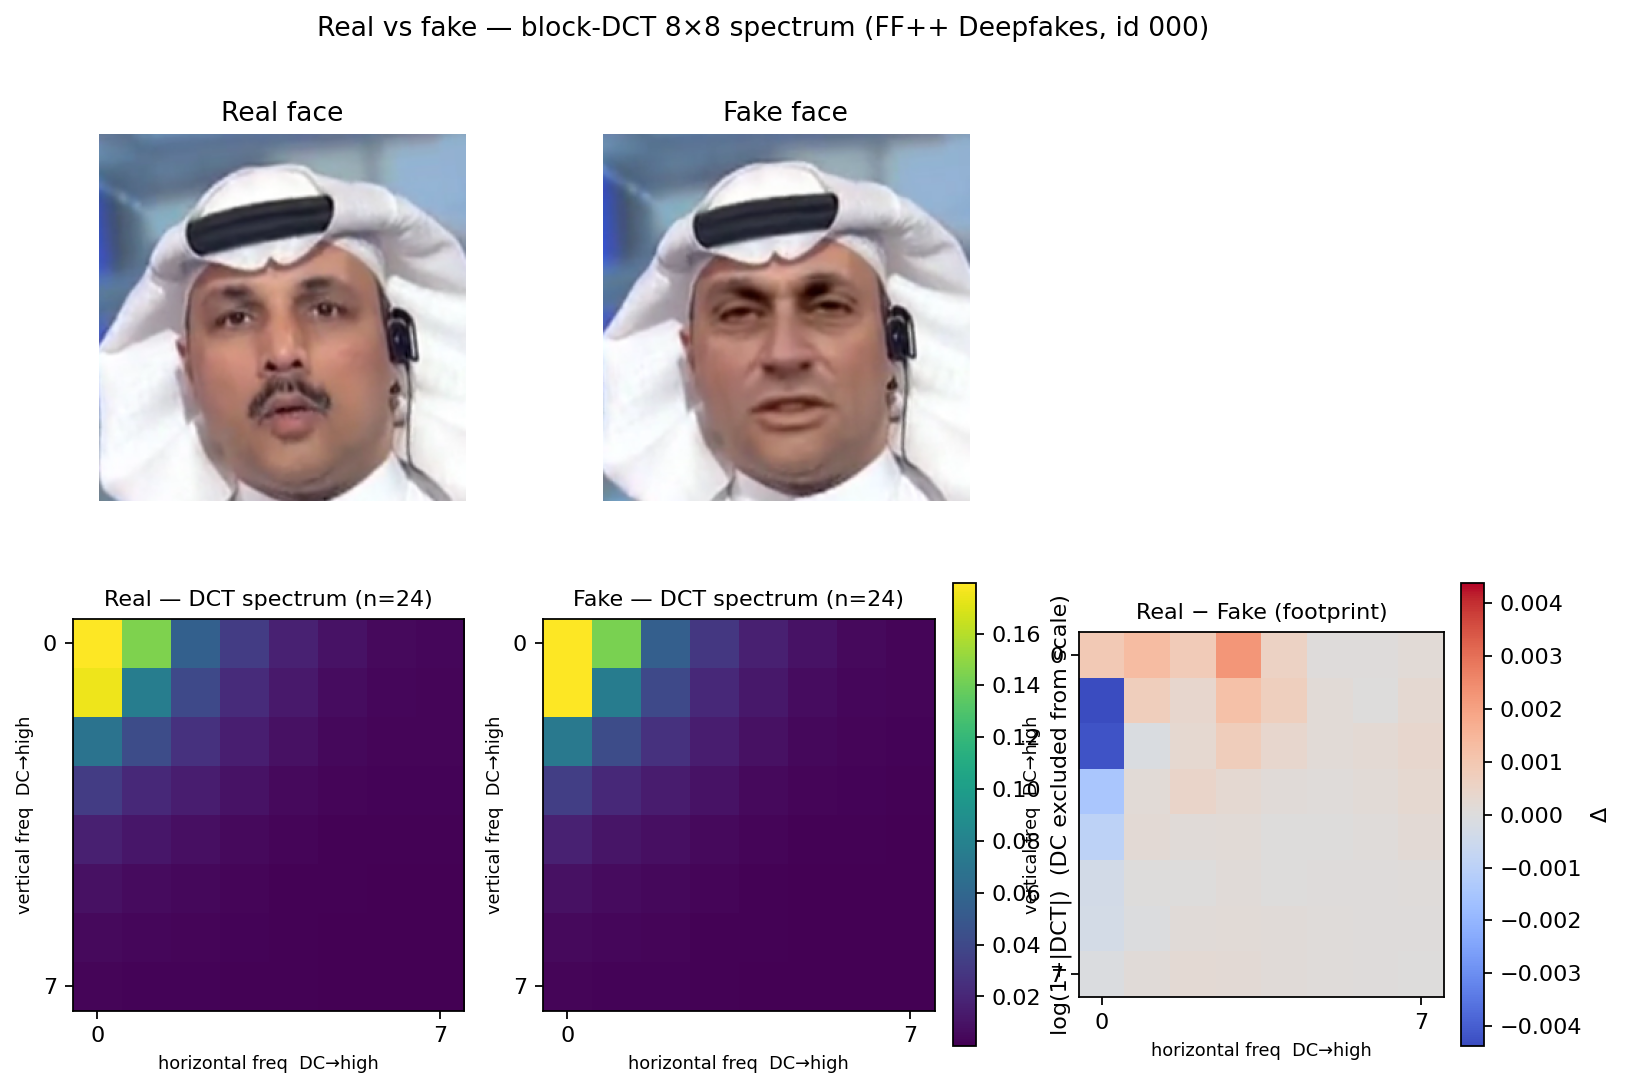 Real vs fake — block-DCT 8×8 spectrum (FF++ Deepfakes, id 000)
Real face
Fake face
Real — DCT spectrum (n=24)
0
7
0
7
vertical freq  DC→high
horizontal freq  DC→high
Fake — DCT spectrum (n=24)
0
7
0
7
vertical freq  DC→high
horizontal freq  DC→high
0.16
0.14
0.12
0.10
0.08
0.06
0.04
0.02
log(1+|DCT|)  (DC excluded from scale)
Real − Fake (footprint)
0
7
0
7
vertical freq  DC→high
horizontal freq  DC→high
0.004
0.003
0.002
0.001
0.000
−0.001
−0.002
−0.003
−0.004
Δ